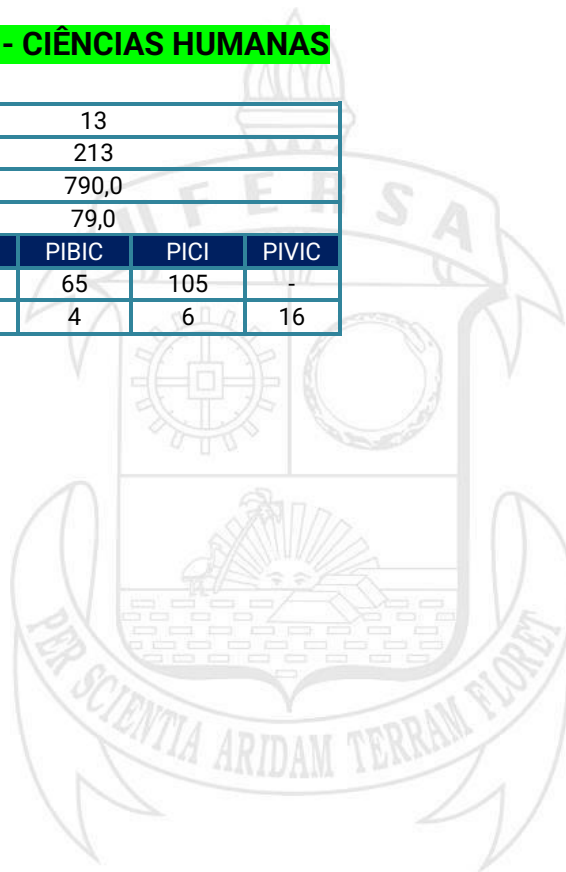 - CIÊNCIAS HUMANAS
13
213
790,0
79,0
PIBIC PICI PIVIC
65 105 -
4 6 16
UFERSA
PER SCIENTIA ARIDAM TERRAM FLORET